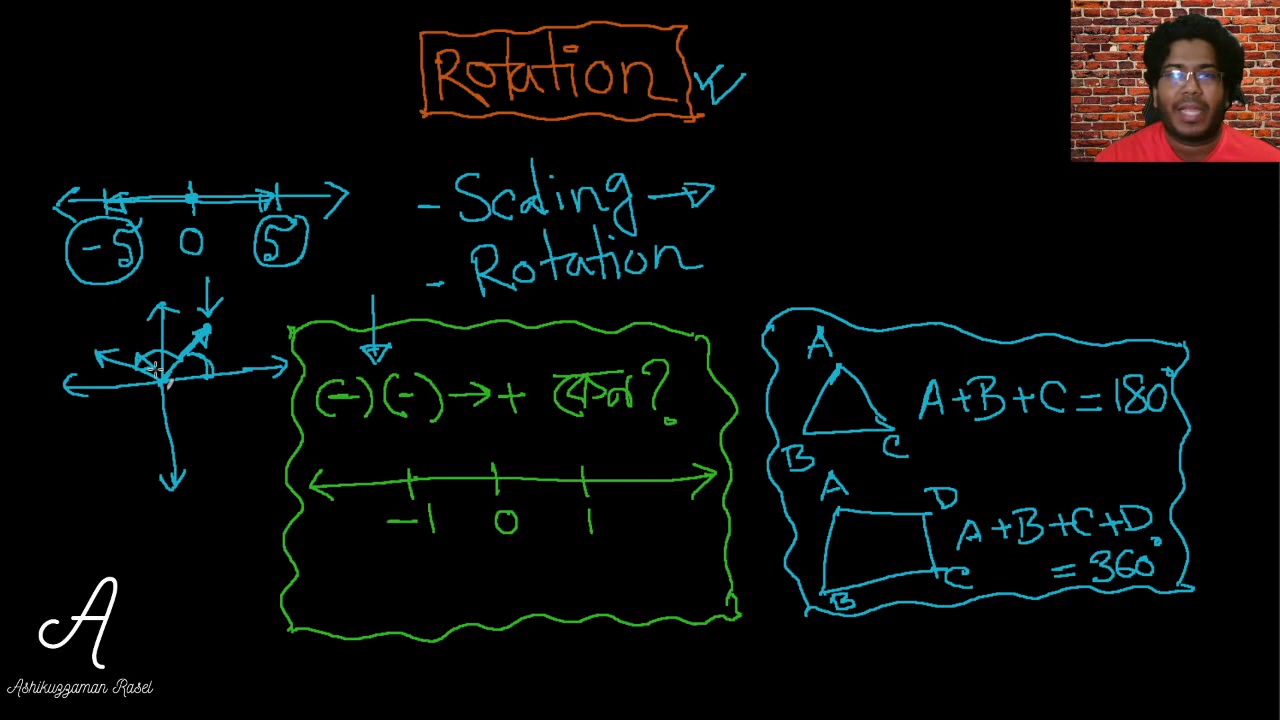 Rotation
- Scaling →
- Rotation
-5 0 5
(-)(-) → + কেন?
-1 0 1
A
B C
A+B+C = 180°
A D
B C
A+B+C+D
= 360°
A
Ashikuzzaman Rasel